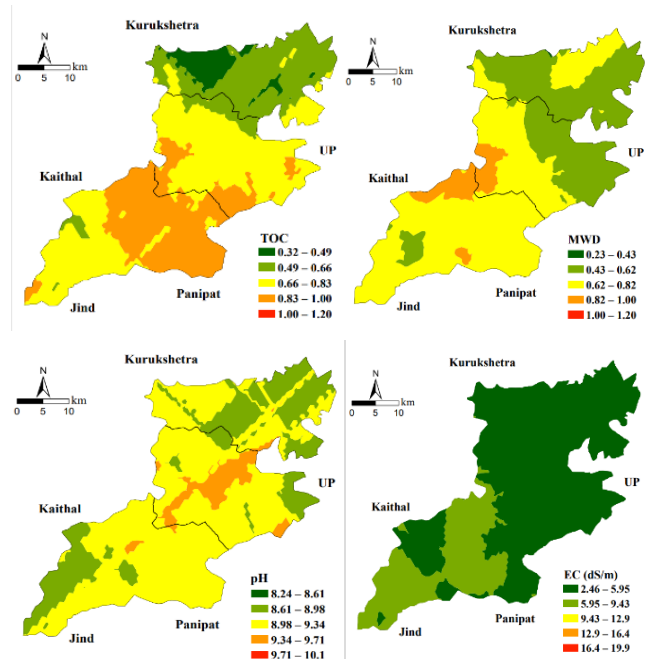 Kurukshetra
N
0 5 10 km
UP
Kaithal
TOC
0.32 – 0.49
0.49 – 0.66
0.66 – 0.83
0.83 – 1.00
1.00 – 1.20
Panipat
Jind
Kurukshetra
N
0 5 10 km
UP
Kaithal
MWD
0.23 – 0.43
0.43 – 0.62
0.62 – 0.82
0.82 – 1.00
1.00 – 1.20
Panipat
Jind
Kurukshetra
N
0 5 10 km
UP
Kaithal
pH
8.24 – 8.61
8.61 – 8.98
8.98 – 9.34
9.34 – 9.71
9.71 – 10.1
Panipat
Jind
Kurukshetra
N
0 5 10 km
UP
Kaithal
EC (dS/m)
2.46 – 5.95
5.95 – 9.43
9.43 – 12.9
12.9 – 16.4
16.4 – 19.9
Panipat
Jind